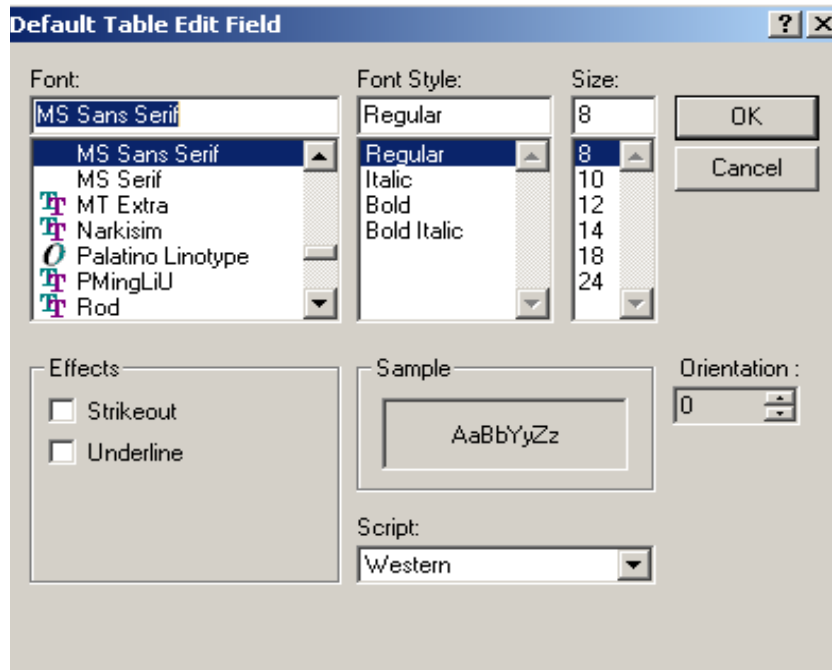 Default Table Edit Field
Font:
Font Style:
Size:
MS Sans Serif
Regular
8
OK
Cancel
MS Sans Serif
MS Serif
MT Extra
Narkisim
Palatino Linotype
PMingLiU
Rod
Regular
Italic
Bold
Bold Italic
8
10
12
14
18
24
Effects
Strikeout
Underline
Sample
AaBbYyZz
Orientation :
0
Script:
Western